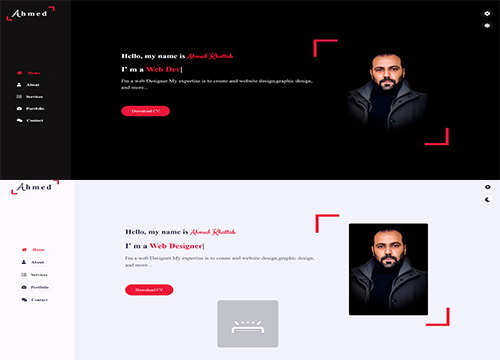 Ahmed
Home
About
Services
Portfolio
Contact
Hello, my name is Ahmed Khattab
I' m a Web Dev|
I'm a web Designer.My expertise is to create and website design,graphic design,
and more...
Download CV
Ahmed
Home
About
Services
Portfolio
Contact
Hello, my name is Ahmed Khattab
I' m a Web Designer|
I'm a web Designer.My expertise is to create and website design,graphic design,
and more...
Download CV